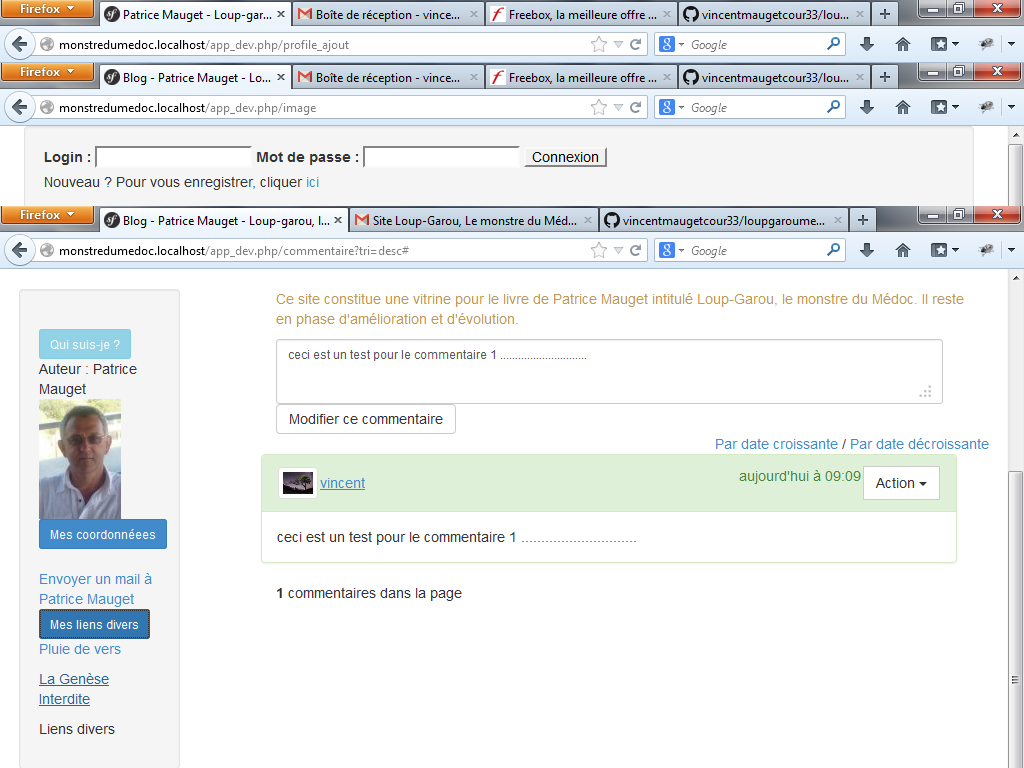 Firefox
Patrice Mauget - Loup-gar...
Boîte de réception - vince...
Freebox, la meilleure offre ...
vincentmaugetcour33/lou...
monstredumedoc.localhost/app_dev.php/profile_ajout
Google
Firefox
Blog - Patrice Mauget - Lo...
Boîte de réception - vince...
Freebox, la meilleure offre ...
vincentmaugetcour33/lou...
monstredumedoc.localhost/app_dev.php/image
Google
Login : Mot de passe : Connexion
Nouveau ? Pour vous enregistrer, cliquer ici
Firefox
Blog - Patrice Mauget - Loup-garou, l...
Site Loup-Garou, Le monstre du Méd...
vincentmaugetcour33/loupgaroume...
monstredumedoc.localhost/app_dev.php/commentaire?tri=desc#
Google
Qui suis-je ?
Auteur : Patrice
Mauget
Mes coordonnéees
Envoyer un mail à
Patrice Mauget
Mes liens divers
Pluie de vers
La Genèse
Interdite
Liens divers
Ce site constitue une vitrine pour le livre de Patrice Mauget intitulé Loup-Garou, le monstre du Médoc. Il reste
en phase d'amélioration et d'évolution.
ceci est un test pour le commentaire 1 .............................
Modifier ce commentaire
Par date croissante / Par date décroissante
vincent
aujourd'hui à 09:09
Action
ceci est un test pour le commentaire 1 .............................
1 commentaires dans la page